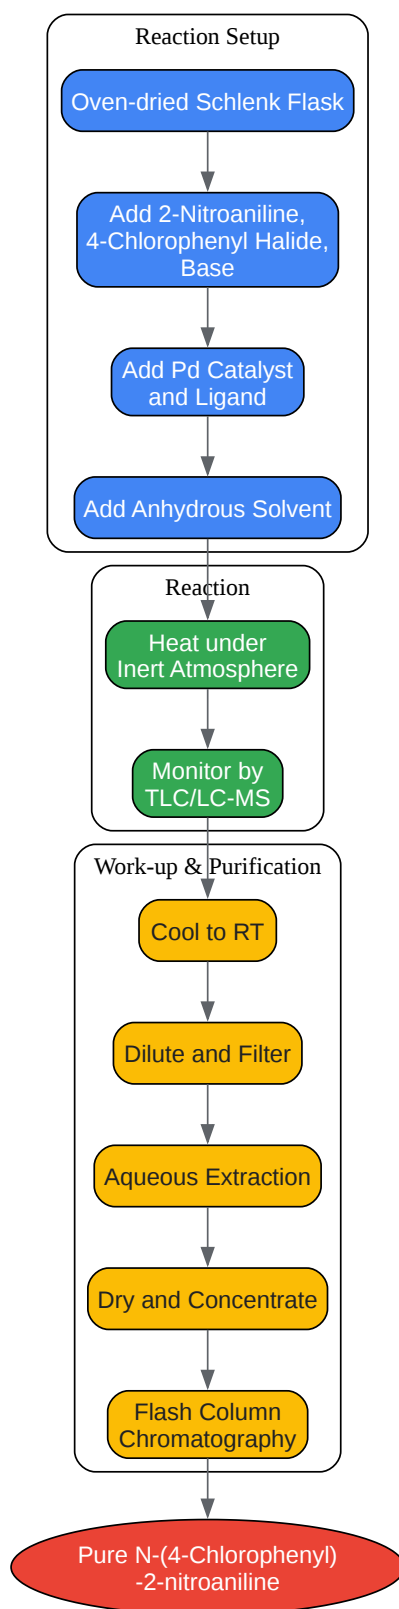 Reaction Setup
Oven-dried Schlenk Flask
Add 2-Nitroaniline,
4-Chlorophenyl Halide,
Base
Add Pd Catalyst
and Ligand
Add Anhydrous Solvent
Reaction
Heat under
Inert Atmosphere
Monitor by
TLC/LC-MS
Work-up & Purification
Cool to RT
Dilute and Filter
Aqueous Extraction
Dry and Concentrate
Flash Column
Chromatography
Pure N-(4-Chlorophenyl)
-2-nitroaniline